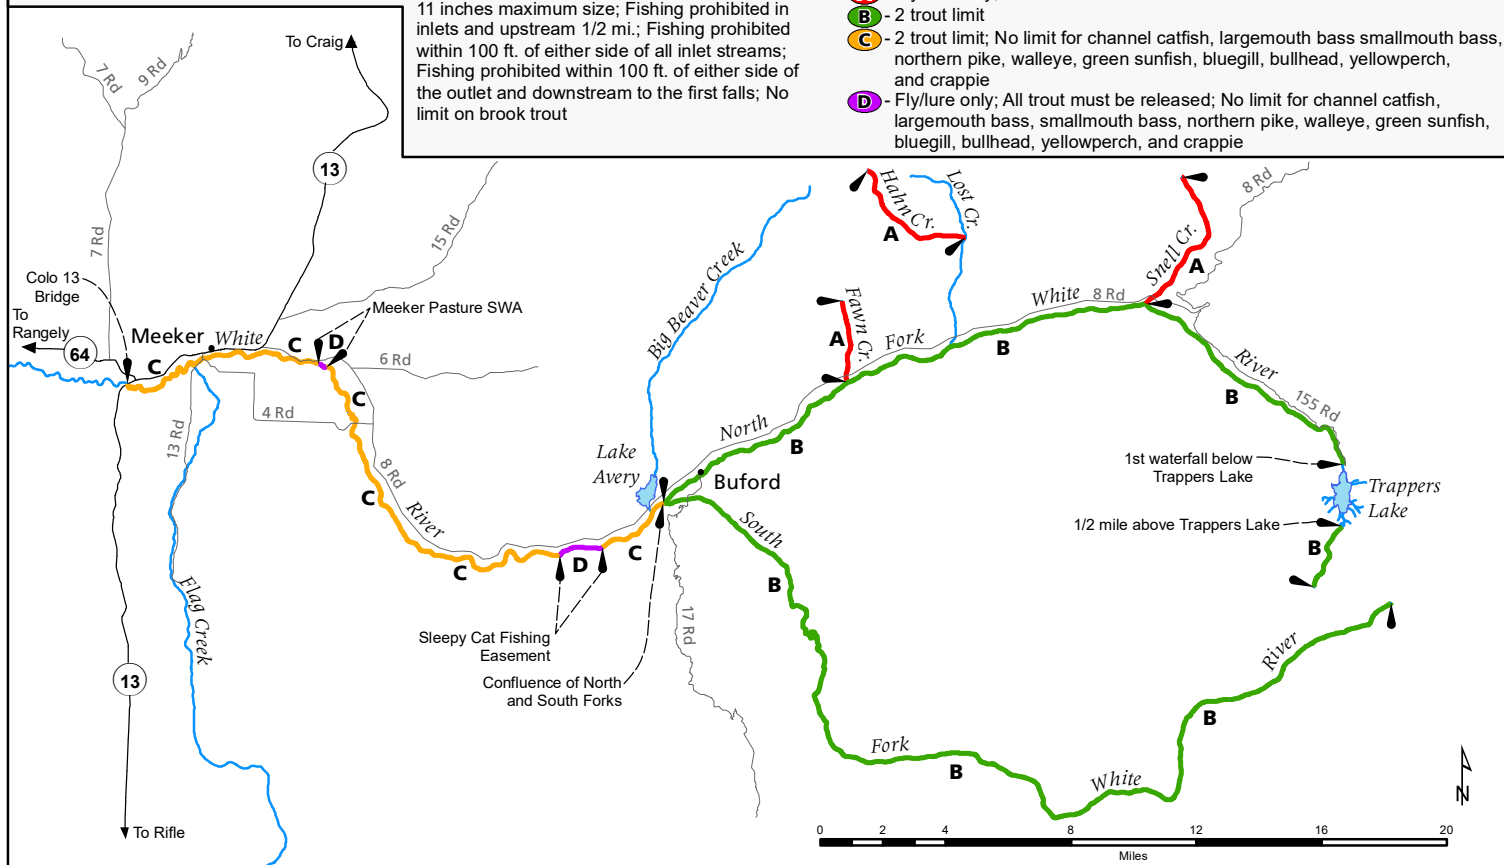 11 inches maximum size; Fishing prohibited in
inlets and upstream 1/2 mi.; Fishing prohibited
within 100 ft. of either side of all inlet streams;
Fishing prohibited within 100 ft. of either side of
the outlet and downstream to the first falls; No
limit on brook trout
B - 2 trout limit
C - 2 trout limit; No limit for channel catfish, largemouth bass smallmouth bass,
northern pike, walleye, green sunfish, bluegill, bullhead, yellowperch,
and crappie
D - Fly/lure only; All trout must be released; No limit for channel catfish,
largemouth bass, smallmouth bass, northern pike, walleye, green sunfish,
bluegill, bullhead, yellowperch, and crappie
To Craig
7 Rd
9 Rd
13
15 Rd
7 Rd
Colo 13
Bridge
To
Rangely
64
Meeker
White
Meeker Pasture SWA
C
C
D
6 Rd
4 Rd
C
13 Rd
8 Rd
C
River
C
D
C
Flag Creek
13
To Rifle
Big Beaver Creek
Lake
Avery
Buford
Sleepy Cat Fishing
Easement
Confluence of North
and South Forks
17 Rd
Hahn Cr.
A
Lost Cr.
Fawn Cr.
A
Snell Cr.
A
8 Rd
North
B
Fork
B
White
8 Rd
River
B
155 Rd
1st waterfall below
Trappers Lake
Trappers
Lake
1/2 mile above Trappers Lake
B
South
B
Fork
B
White
B
River
N
0 2 4 8 12 16 20
Miles